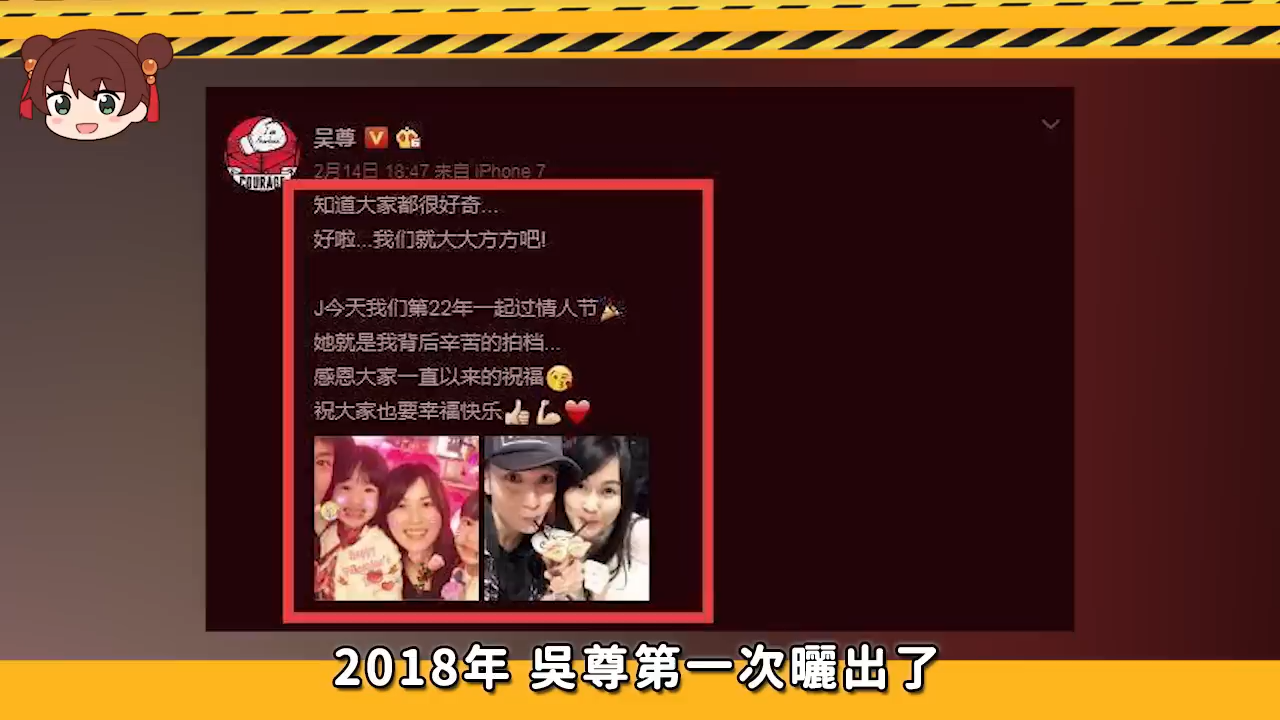 吴尊
2月14日 18:47 来自 iPhone 7
COURAGE
知道大家都很好奇...
好啦...我们就大大方方吧!
J今天我们第22年一起过情人节
她就是我背后辛苦的拍档...
感恩大家一直以来的祝福
祝大家也要幸福快乐
2018年 吳尊第一次曬出了